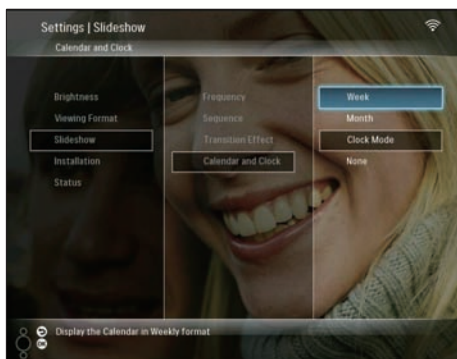 Settings | Slideshow
Calendar and Clock
Brightness
Viewing Format
Slideshow
Installation
Status
Frequency
Sequence
Transition Effect
Calendar and Clock
Week
Month
Clock Mode
None
OK
Display the Calendar in Weekly format